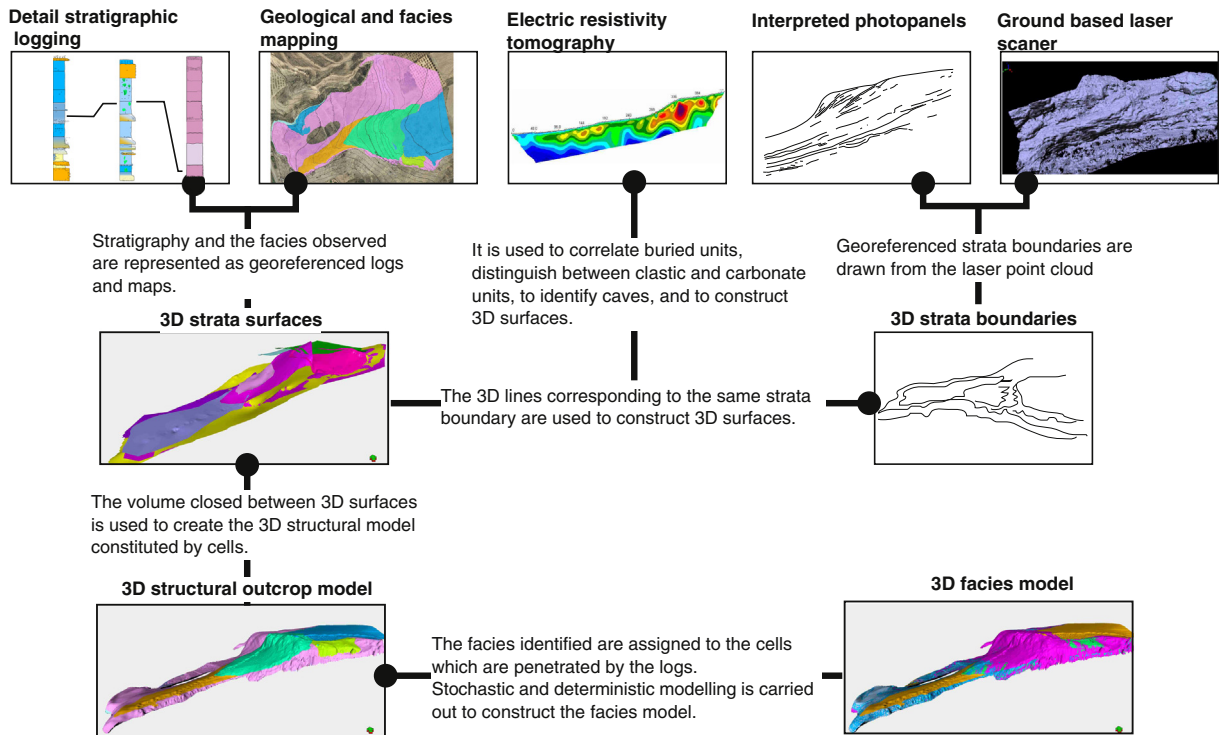 Detail stratigraphic
logging
Geological and facies
mapping
Electric resistivity
tomography
Interpreted photopanels
Ground based laser
scaner
Stratigraphy and the facies observed
are represented as georeferenced logs
and maps.
It is used to correlate buried units,
distinguish between clastic and carbonate
units, to identify caves, and to construct
3D surfaces.
Georeferenced strata boundaries are
drawn from the laser point cloud
3D strata surfaces
3D strata boundaries
The 3D lines corresponding to the same strata
boundary are used to construct 3D surfaces.
The volume closed between 3D surfaces
is used to create the 3D structural model
constituted by cells.
3D structural outcrop model
3D facies model
The facies identified are assigned to the cells
which are penetrated by the logs.
Stochastic and deterministic modelling is carried
out to construct the facies model.